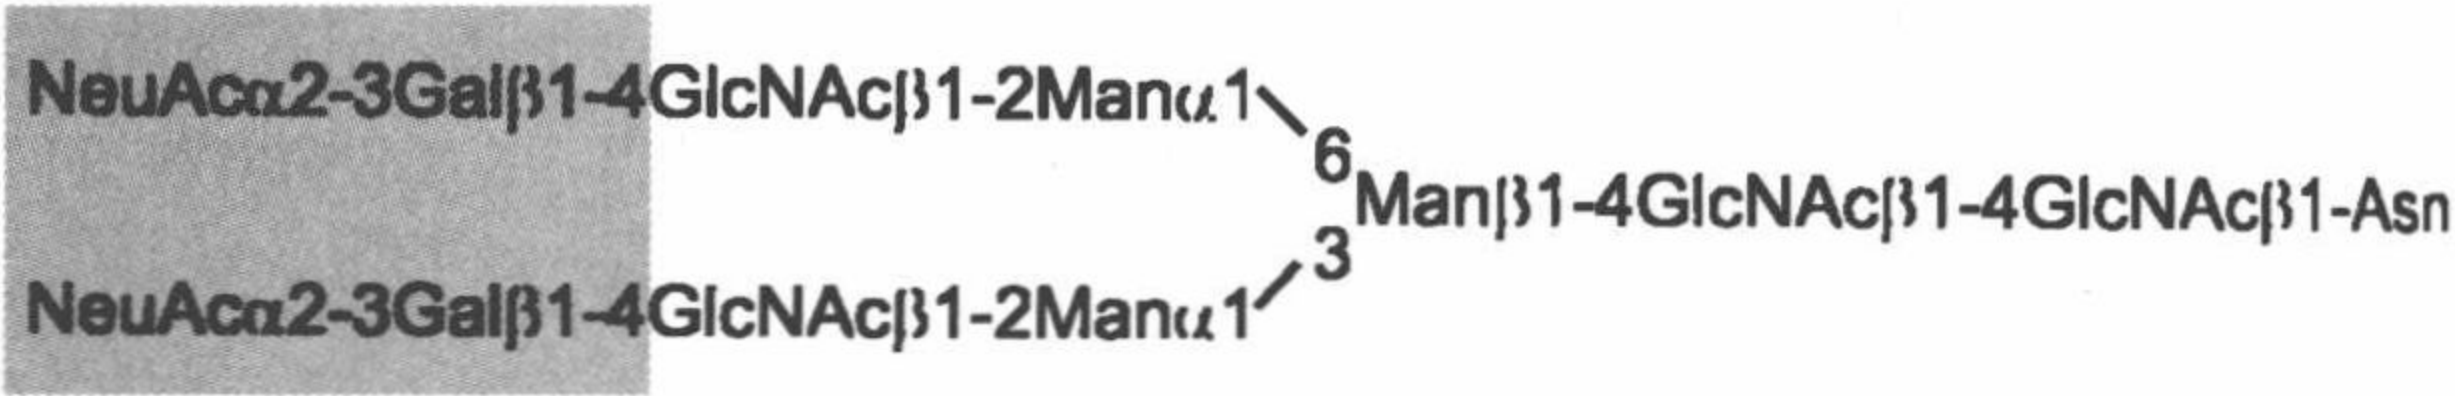 NeuAcα2-3Galβ1-4GlcNAcβ1-2Manα1
6
Manβ1-4GlcNAcβ1-4GlcNAcβ1-Asn
3
NeuAcα2-3Galβ1-4GlcNAcβ1-2Manα1